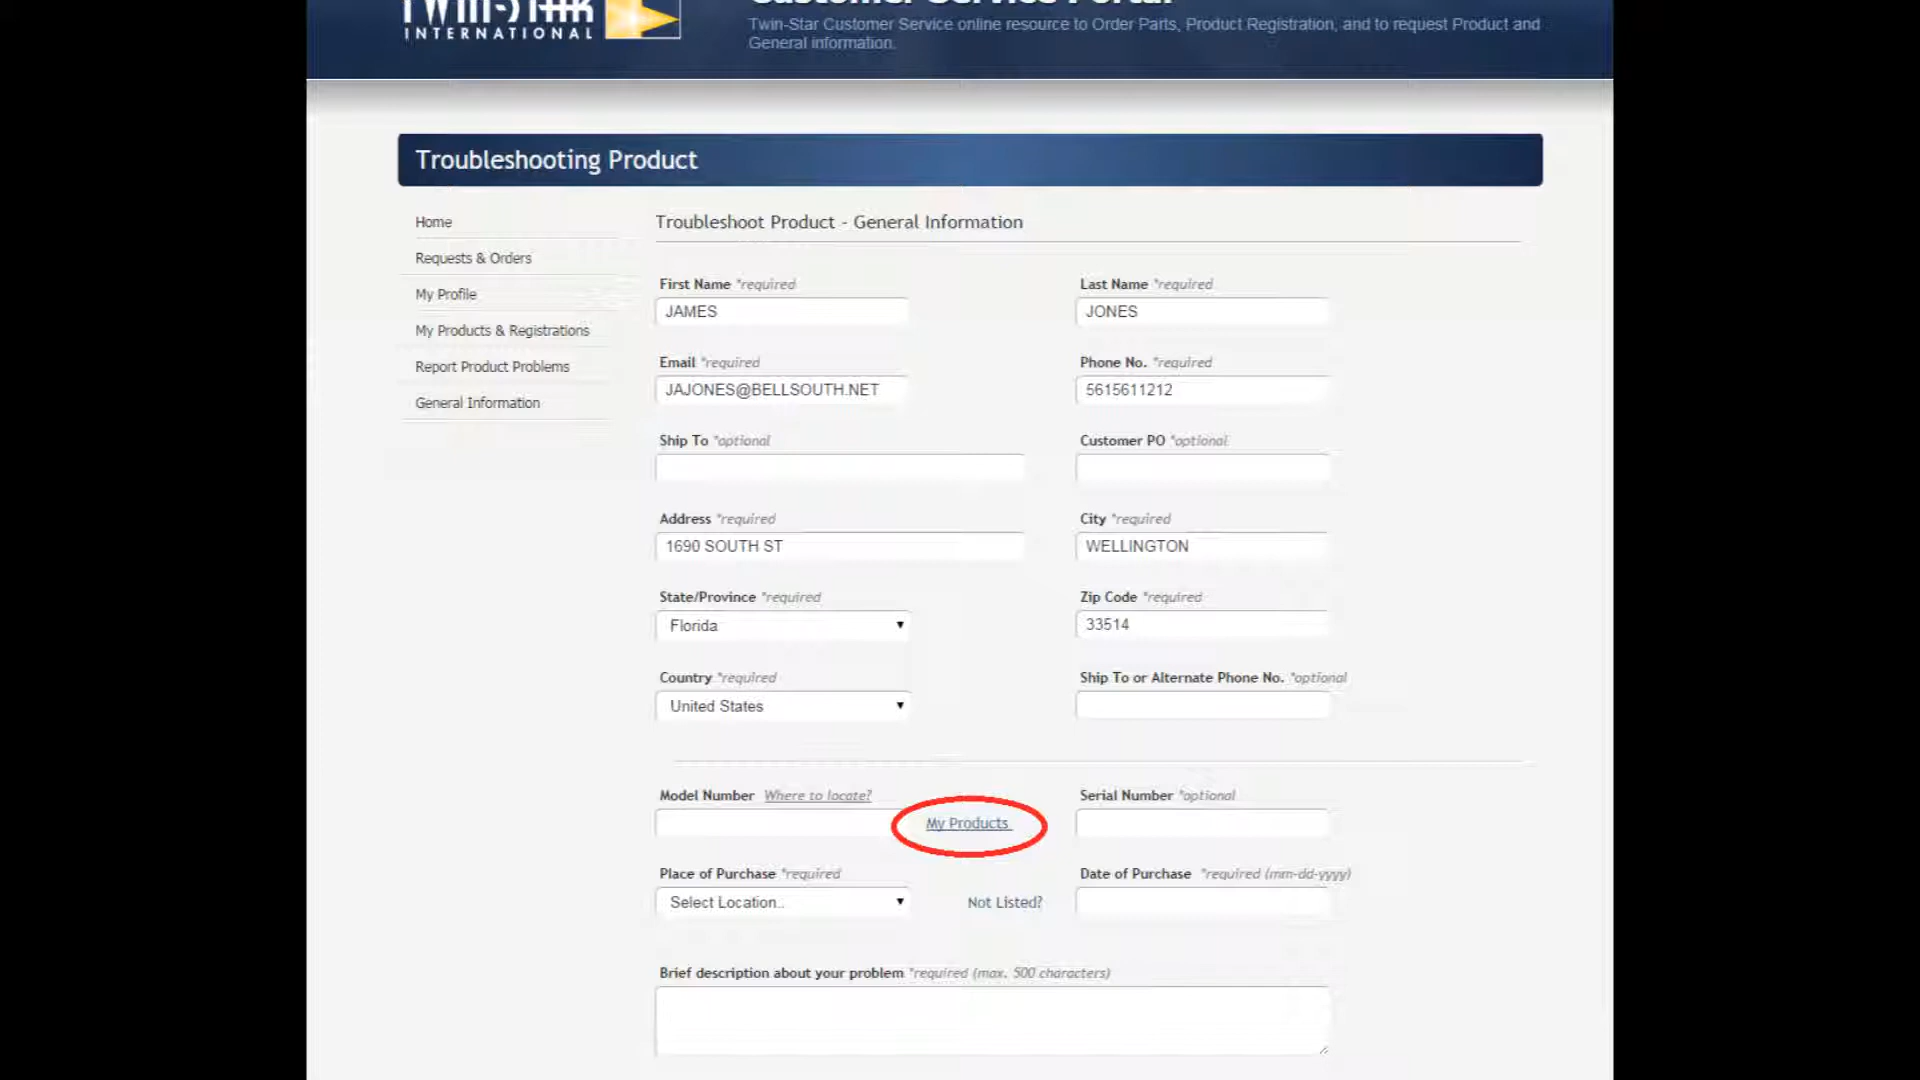 TWIN-STAR
INTERNATIONAL
Customer Service Portal
Twin-Star Customer Service online resource to Order Parts, Product Registration, and to request Product and
General information.
Troubleshooting Product
Home
Requests & Orders
My Profile
My Products & Registrations
Report Product Problems
General Information
Troubleshoot Product - General Information
First Name *required
Last Name *required
JAMES
JONES
Email *required
Phone No. *required
JAJONES@BELLSOUTH.NET
5615611212
Ship To *optional
Customer PO *optional
Address *required
City *required
1690 SOUTH ST
WELLINGTON
State/Province *required
Zip Code *required
Florida
33514
Country *required
Ship To or Alternate Phone No. *optional
United States
Model Number Where to locate?
Serial Number *optional
My Products
Place of Purchase *required
Date of Purchase *required (mm-dd-yyyy)
Select Location..
Not Listed?
Brief description about your problem *required (max. 500 characters)